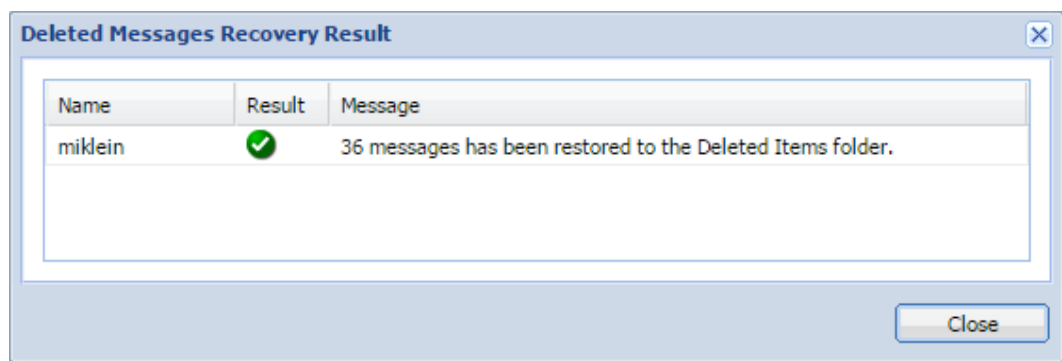 Deleted Messages Recovery Result
Name Result Message
miklein 36 messages has been restored to the Deleted Items folder.
Close